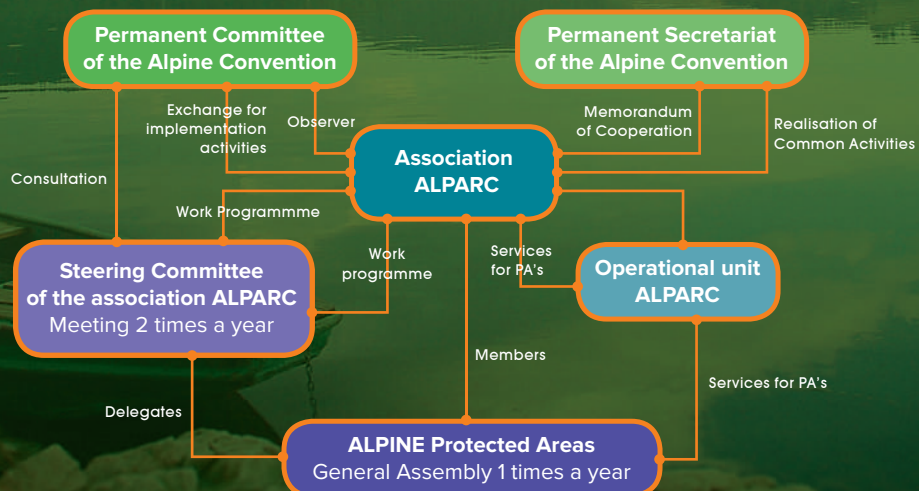 Permanent Committee
of the Alpine Convention
Permanent Secretariat
of the Alpine Convention
Exchange for
implementation
activities
Observer
Memorandum
of Cooperation
Realisation of
Common Activities
Association
ALPARC
Consultation
Work Programmme
Work
programme
Services
for PA's
Steering Committee
of the association ALPARC
Meeting 2 times a year
Operational unit
ALPARC
Members
Services for PA's
Delegates
ALPINE Protected Areas
General Assembly 1 times a year